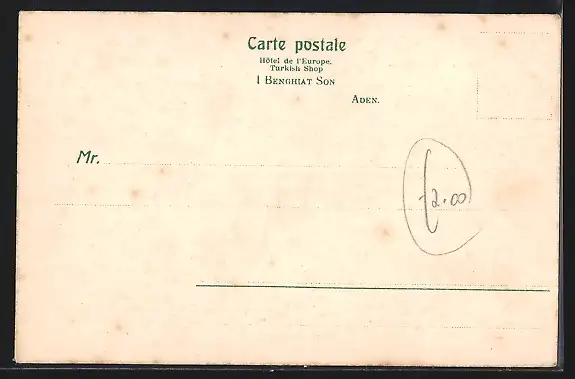 Carte postale
Hôtel de l'Europe.
Turkish Shop
I Benghiat Son
Aden.
Mr.
2.00